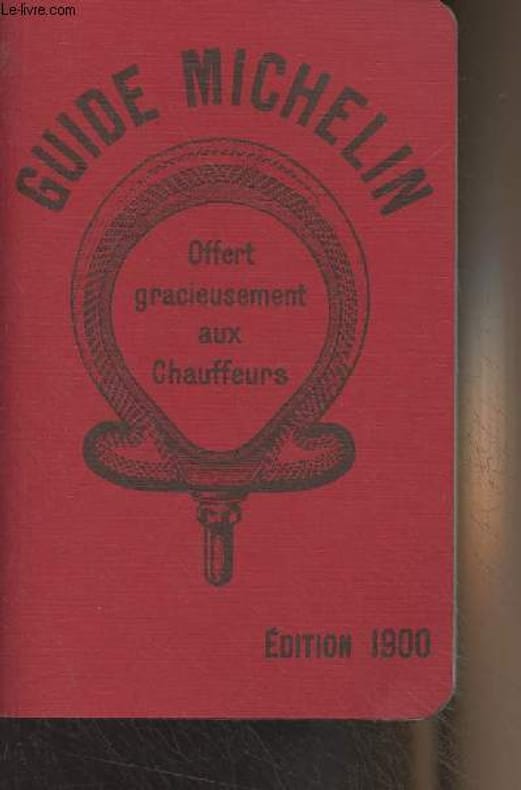 Le-livre.com
GUIDE MICHELIN
Offert
gracieusement
aux
Chauffeurs
ÉDITION 1900